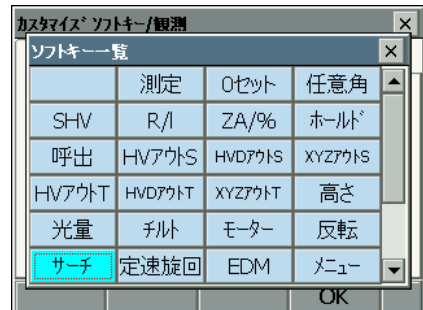 カスタマイズ ソフトキー/観測 ×
ソフトキー一覧 ×
測定 0セット 任意角
SHV R/l ZA/% ホールド
呼出 HVアウトS HVDアウトS XYZアウトS
HVアウトT HVDアウトT XYZアウトT 高さ
光量 チルト モーター 反転
サーチ 定速旋回 EDM メニュー
OK